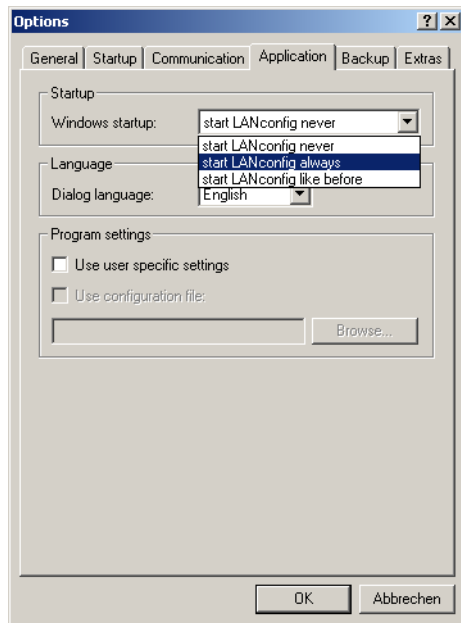 Options
General Startup Communication Application Backup Extras
Startup
Windows startup: start LANconfig never
start LANconfig never
start LANconfig always
start LANconfig like before
Language
Dialog language: English
Program settings
Use user specific settings
Use configuration file:
Browse...
OK Abbrechen